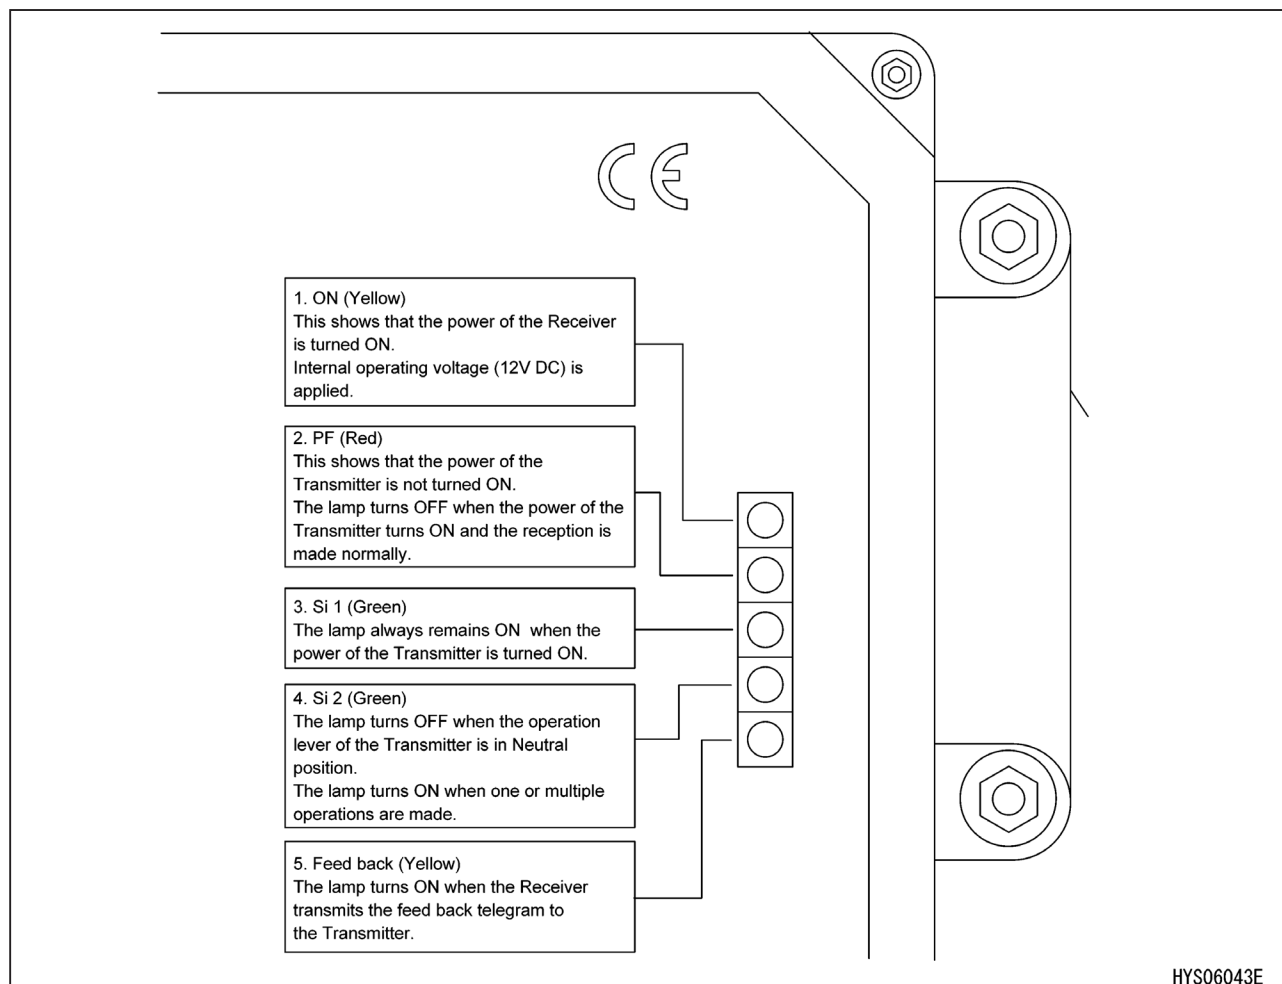 CE
1. ON (Yellow)
This shows that the power of the Receiver
is turned ON.
Internal operating voltage (12V DC) is
applied.
2. PF (Red)
This shows that the power of the
Transmitter is not turned ON.
The lamp turns OFF when the power of the
Transmitter turns ON and the reception is
made normally.
3. Si 1 (Green)
The lamp always remains ON  when the
power of the Transmitter is turned ON.
4. Si 2 (Green)
The lamp turns OFF when the operation
lever of the Transmitter is in Neutral
position.
The lamp turns ON when one or multiple
operations are made.
5. Feed back (Yellow)
The lamp turns ON when the Receiver
transmits the feed back telegram to
the Transmitter.
HYS06043E